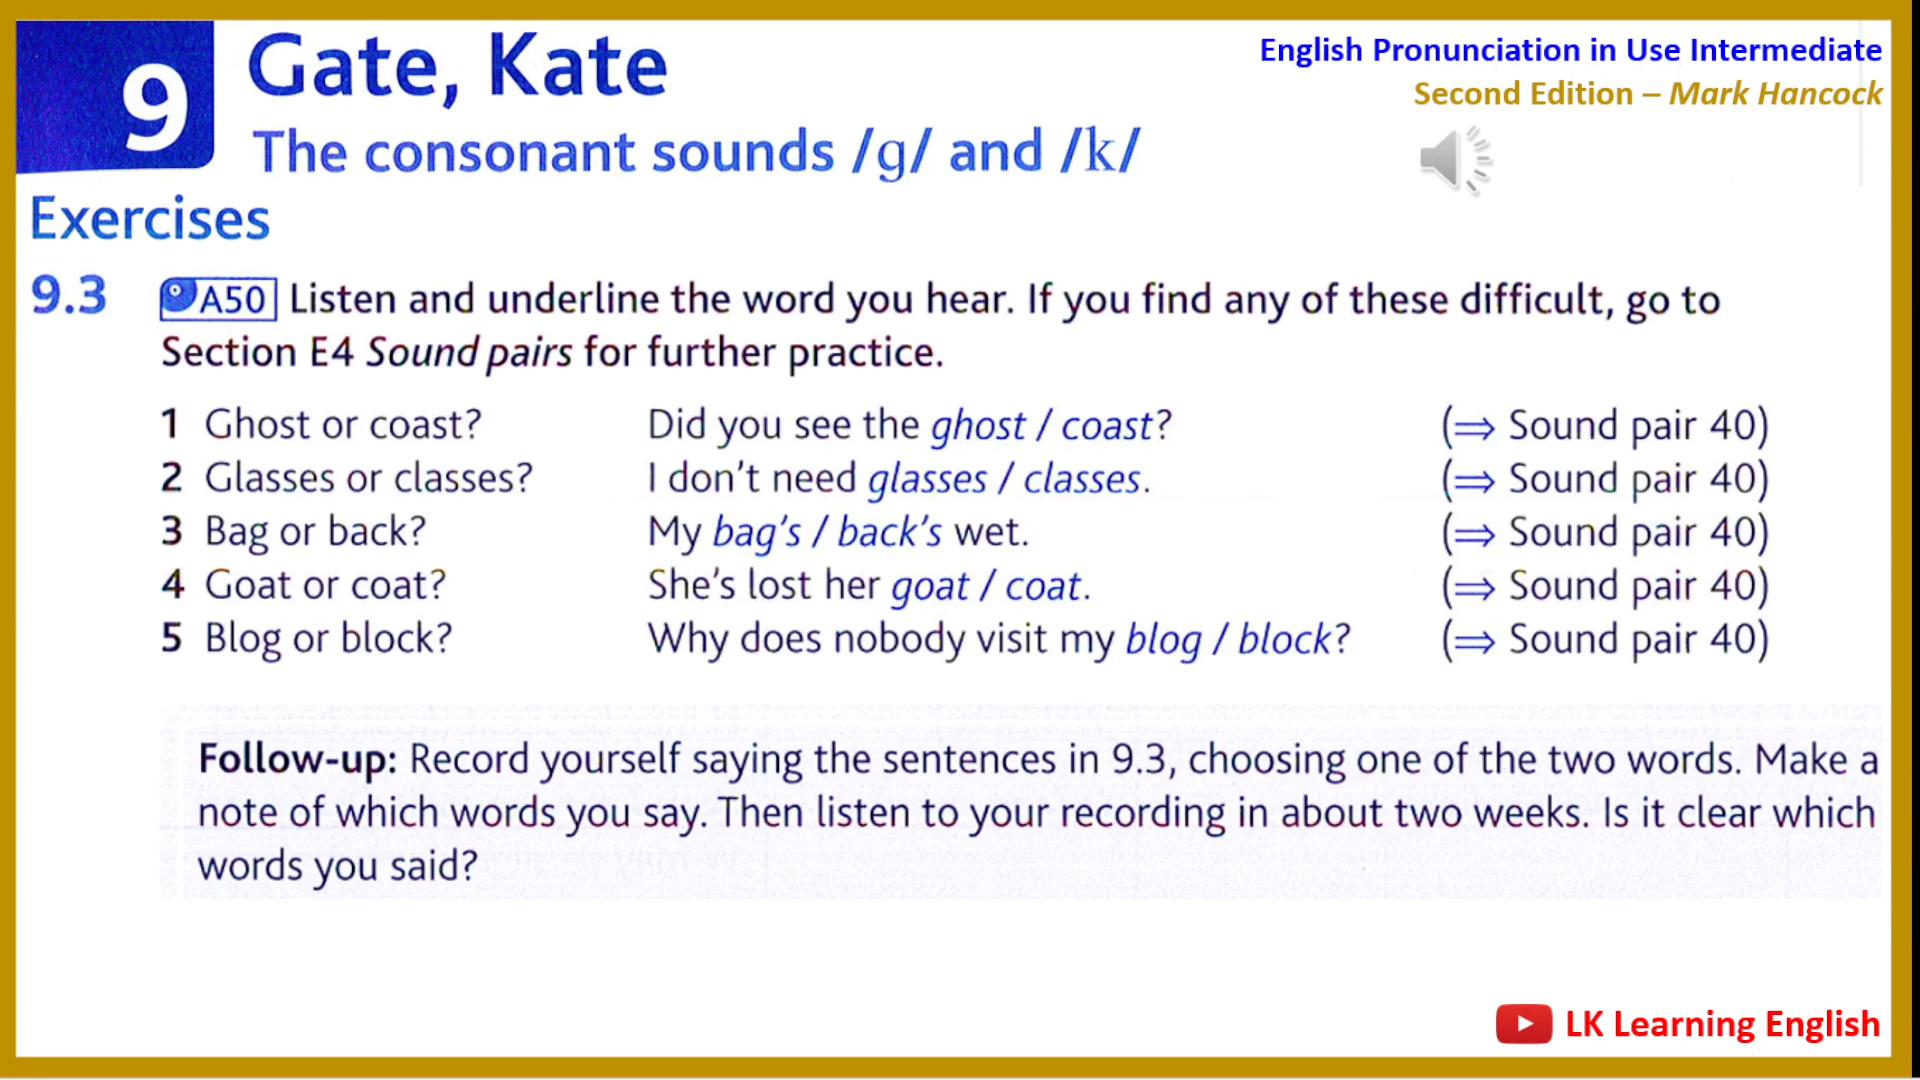 9
Gate, Kate
The consonant sounds /g/ and /k/
English Pronunciation in Use Intermediate
Second Edition – Mark Hancock
Exercises
9.3 A50 Listen and underline the word you hear. If you find any of these difficult, go to
Section E4 Sound pairs for further practice.
1 Ghost or coast? Did you see the ghost / coast? (⇒ Sound pair 40)
2 Glasses or classes? I don't need glasses / classes. (⇒ Sound pair 40)
3 Bag or back? My bag's / back's wet. (⇒ Sound pair 40)
4 Goat or coat? She's lost her goat / coat. (⇒ Sound pair 40)
5 Blog or block? Why does nobody visit my blog / block? (⇒ Sound pair 40)
Follow-up: Record yourself saying the sentences in 9.3, choosing one of the two words. Make a
note of which words you say. Then listen to your recording in about two weeks. Is it clear which
words you said?
LK Learning English